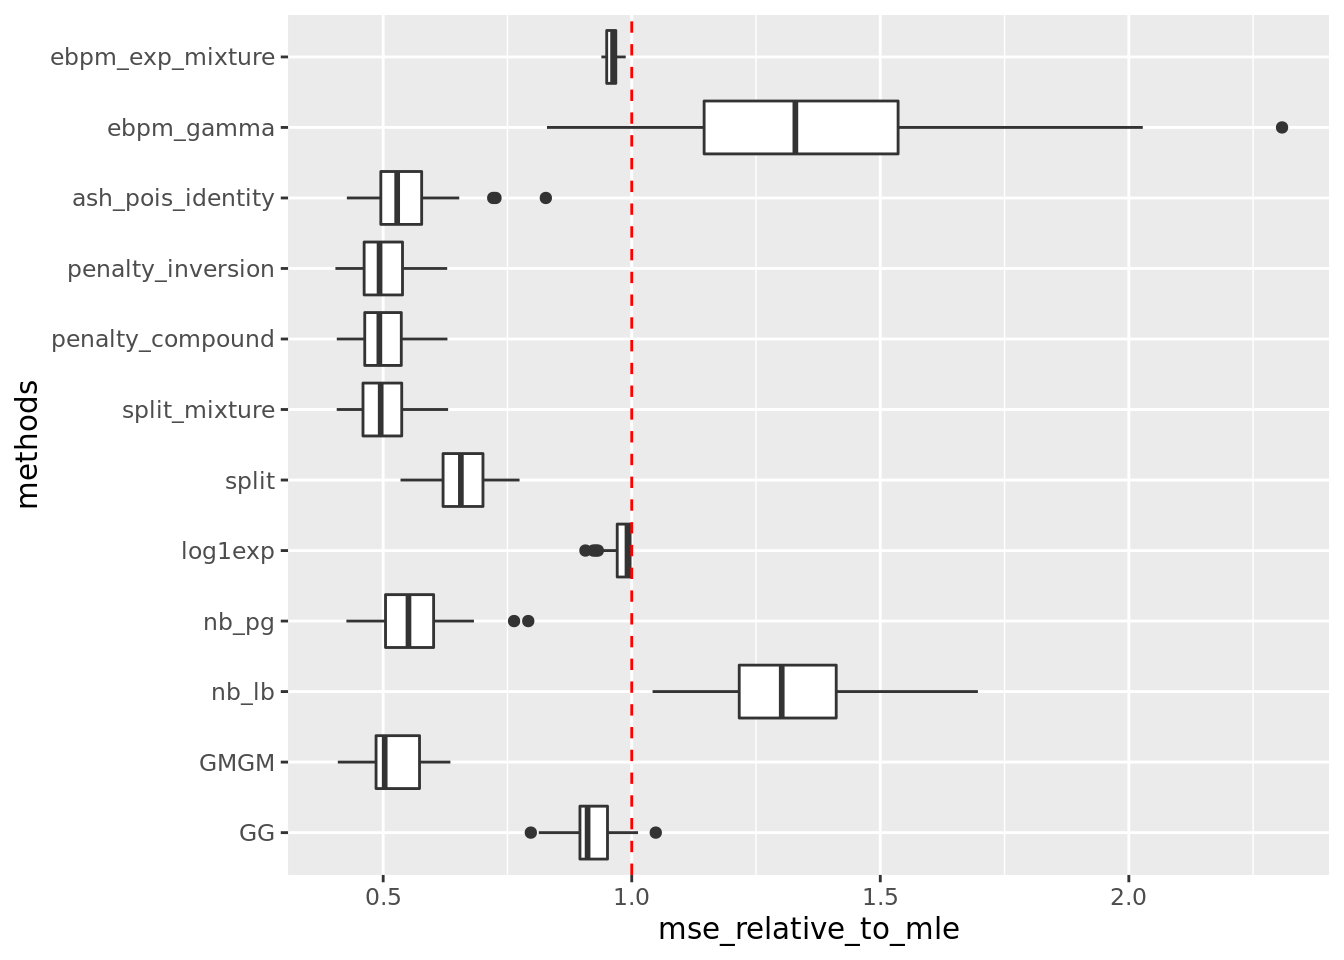 ebpm_exp_mixture
ebpm_gamma
ash_pois_identity
penalty_inversion
penalty_compound
split_mixture
split
log1exp
nb_pg
nb_lb
GMGM
GG
methods
0.5 1.0 1.5 2.0
mse_relative_to_mle